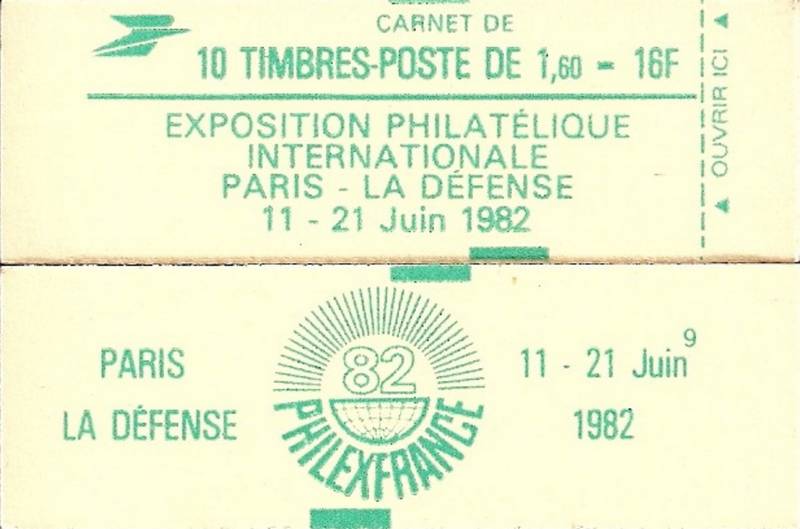 CARNET DE
10 TIMBRES-POSTE DE 1,60 - 16F
EXPOSITION PHILATÉLIQUE
INTERNATIONALE
PARIS - LA DÉFENSE
11 - 21 Juin 1982
OUVRIR ICI
PARIS
LA DÉFENSE
82
PHILEXFRANCE
11 - 21 Juin 9
1982